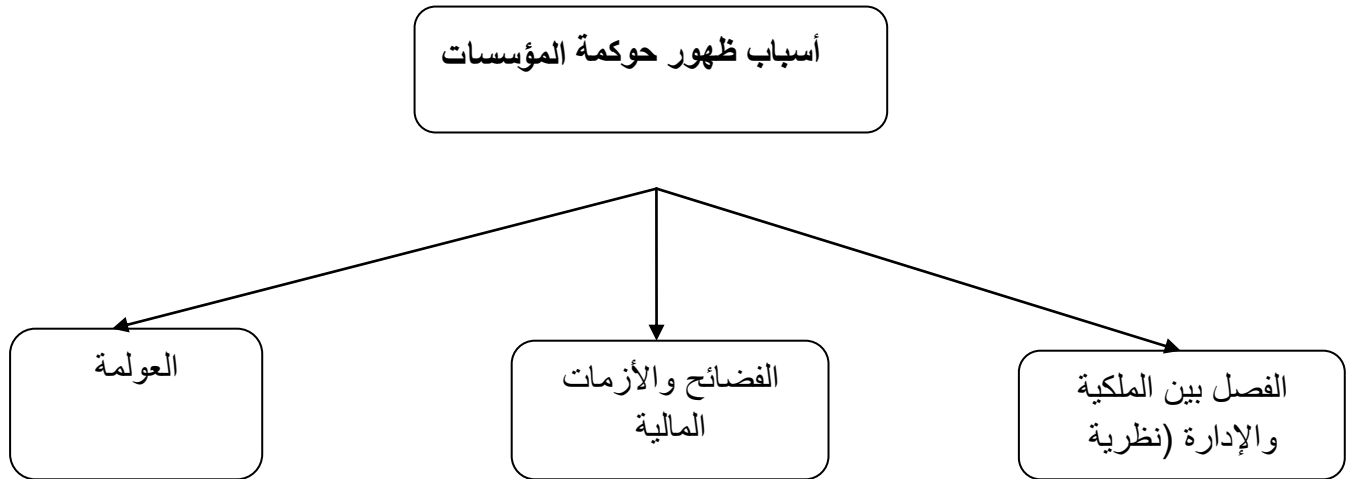 أسباب ظهور حوكمة المؤسسات
الفصل بين الملكية
والإدارة (نظرية
الفضائح والأزمات
المالية
العولمة